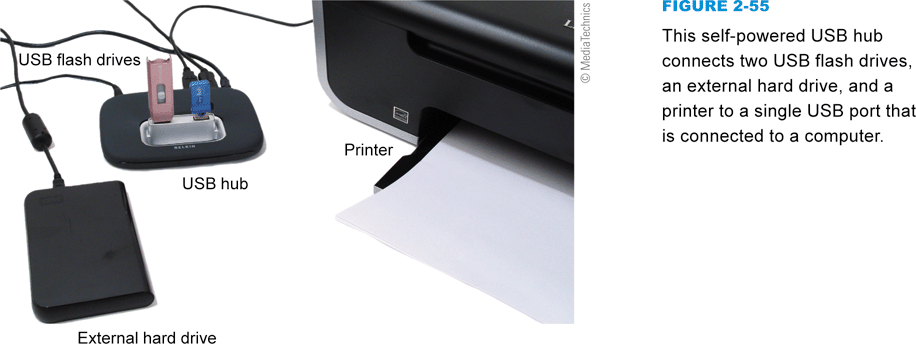 FIGURE 2-55
This self-powered USB hub
connects two USB flash drives,
an external hard drive, and a
printer to a single USB port that
is connected to a computer.
© MediaTechnics
USB flash drives
BELKIN
Printer
USB hub
External hard drive